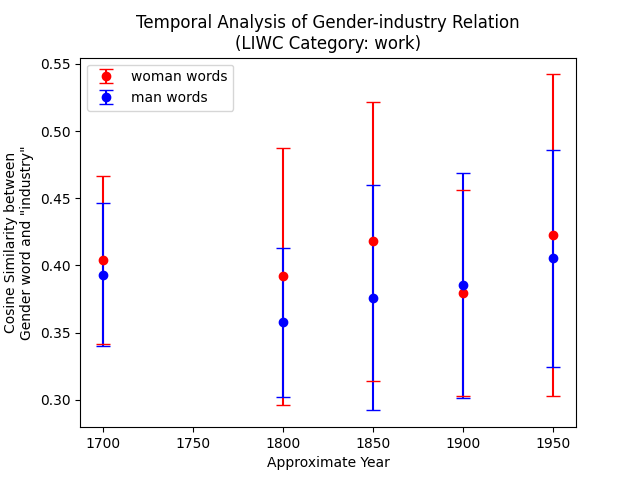 Temporal Analysis of Gender-industry Relation
(LIWC Category: work)
woman words
man words
Cosine Similarity between
Gender word and "industry"
0.55
0.50
0.45
0.40
0.35
0.30
1700 1750 1800 1850 1900 1950
Approximate Year